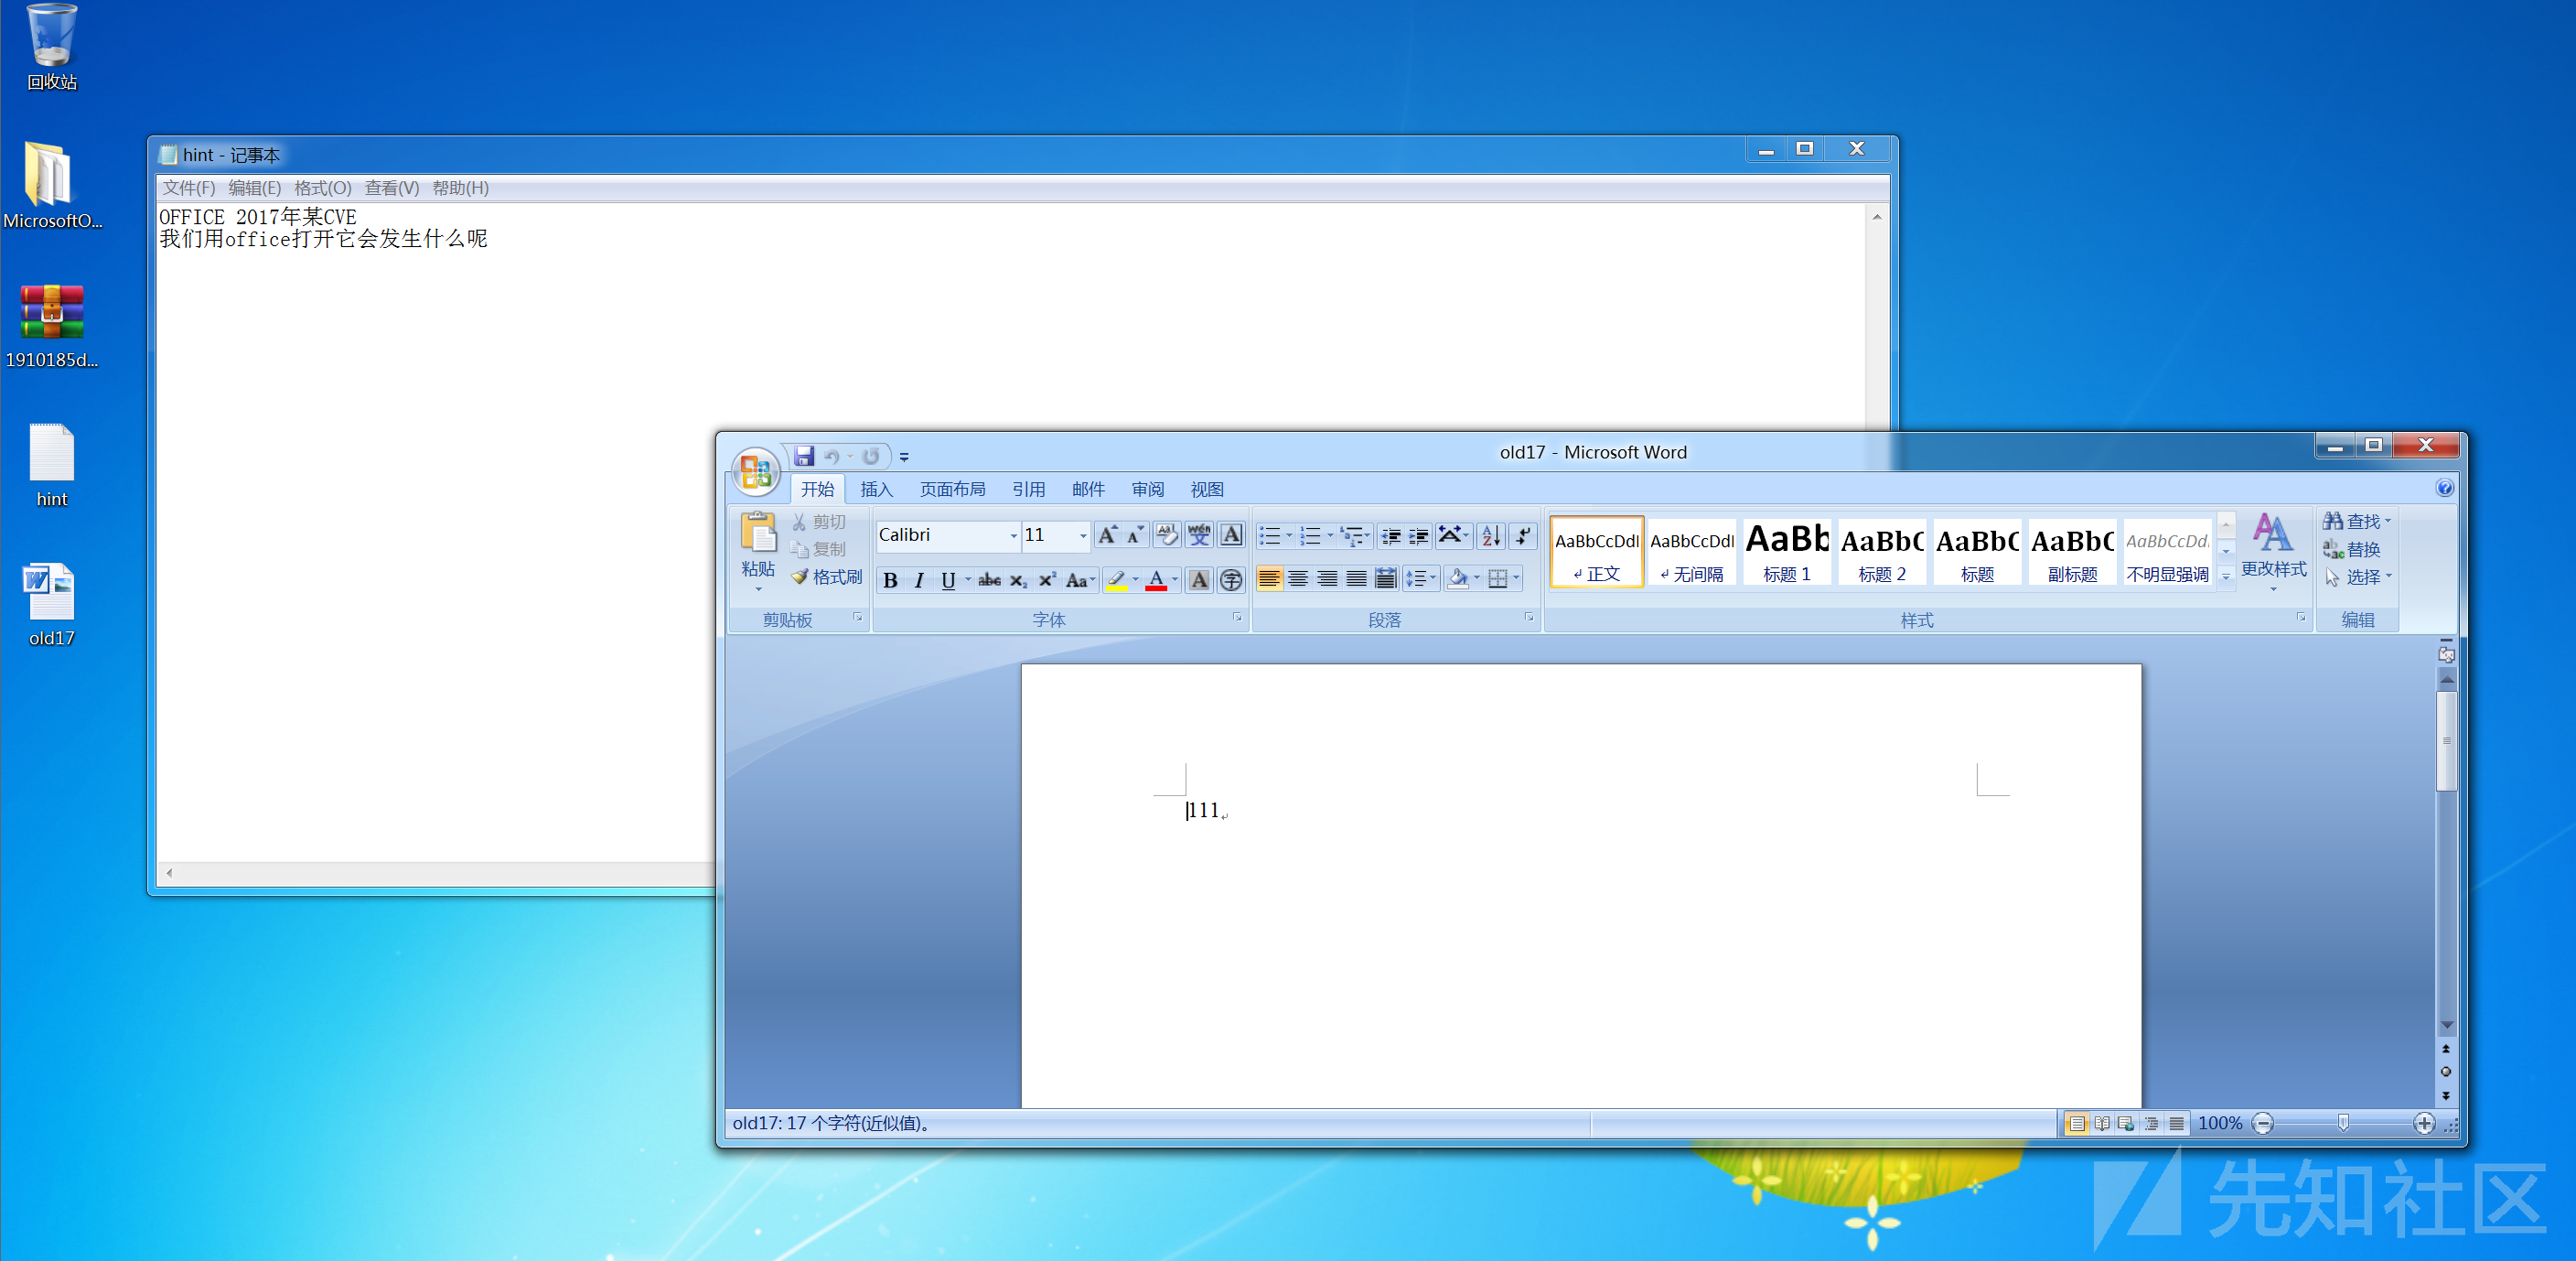 回收站
MicrosoftO...
1910185d...
hint
old17
hint - 记事本
文件(F) 编辑(E) 格式(O) 查看(V) 帮助(H)
OFFICE 2017年某CVE
我们用office打开它会发生什么呢
old17 - Microsoft Word
开始 插入 页面布局 引用 邮件 审阅 视图
粘贴
剪切
复制
格式刷
剪贴板
Calibri 11
字体
段落
AaBbCcDdI AaBbCcDdI AaBb AaBbC AaBbC AaBbC AaBbCcDd
↲正文 ↲无间隔 标题 1 标题 2 标题 副标题 不明显强调
更改样式
样式
查找
替换
选择
编辑
111
old17: 17 个字符(近似值)。
100%
先知社区